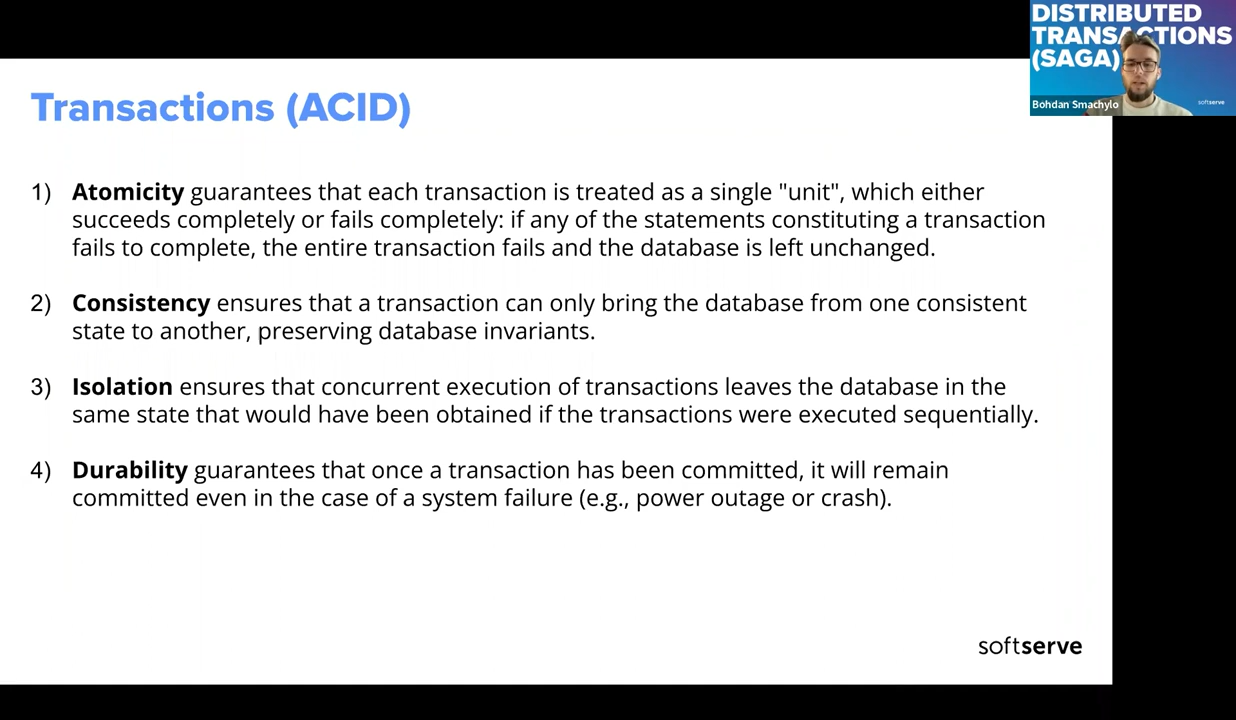 DISTRIBUTED
TRANSACTIONS
(SAGA)
Bohdan Smachylo
softserve
Transactions (ACID)
1) Atomicity guarantees that each transaction is treated as a single "unit", which either
succeeds completely or fails completely: if any of the statements constituting a transaction
fails to complete, the entire transaction fails and the database is left unchanged.
2) Consistency ensures that a transaction can only bring the database from one consistent
state to another, preserving database invariants.
3) Isolation ensures that concurrent execution of transactions leaves the database in the
same state that would have been obtained if the transactions were executed sequentially.
4) Durability guarantees that once a transaction has been committed, it will remain
committed even in the case of a system failure (e.g., power outage or crash).
softserve